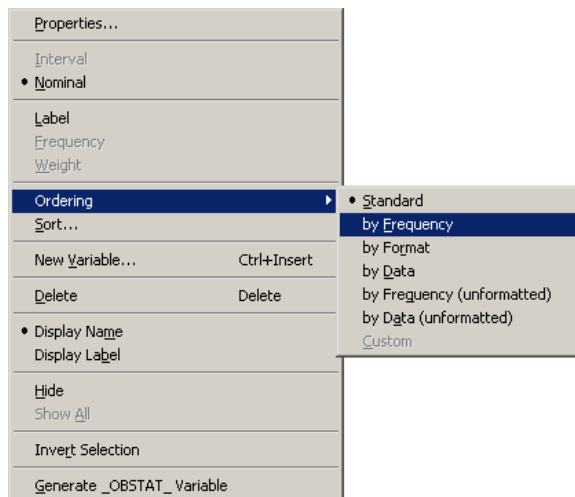 Properties...
Interval
Nominal
Label
Frequency
Weight
Ordering
Sort...
New Variable... Ctrl+Insert
Delete Delete
Display Name
Display Label
Hide
Show All
Invert Selection
Generate _OBSTAT_ Variable
Standard
by Frequency
by Format
by Data
by Frequency (unformatted)
by Data (unformatted)
Custom